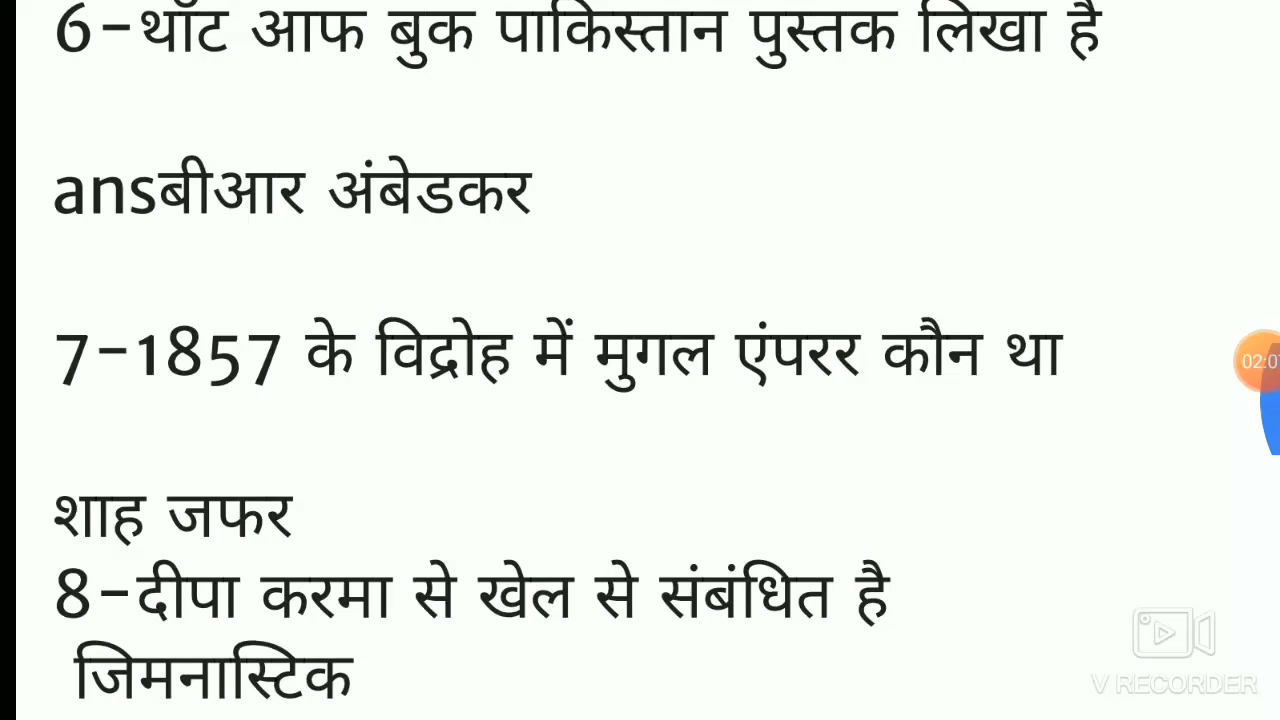 6-थॉट आफ बुक पाकिस्तान पुस्तक लिखा है
ansबीआर अंबेडकर
7-1857 के विद्रोह में मुगल एंपरर कौन था
शाह जफर
8-दीपा करमा से खेल से संबंधित है
जिमनास्टिक
V RECORDER